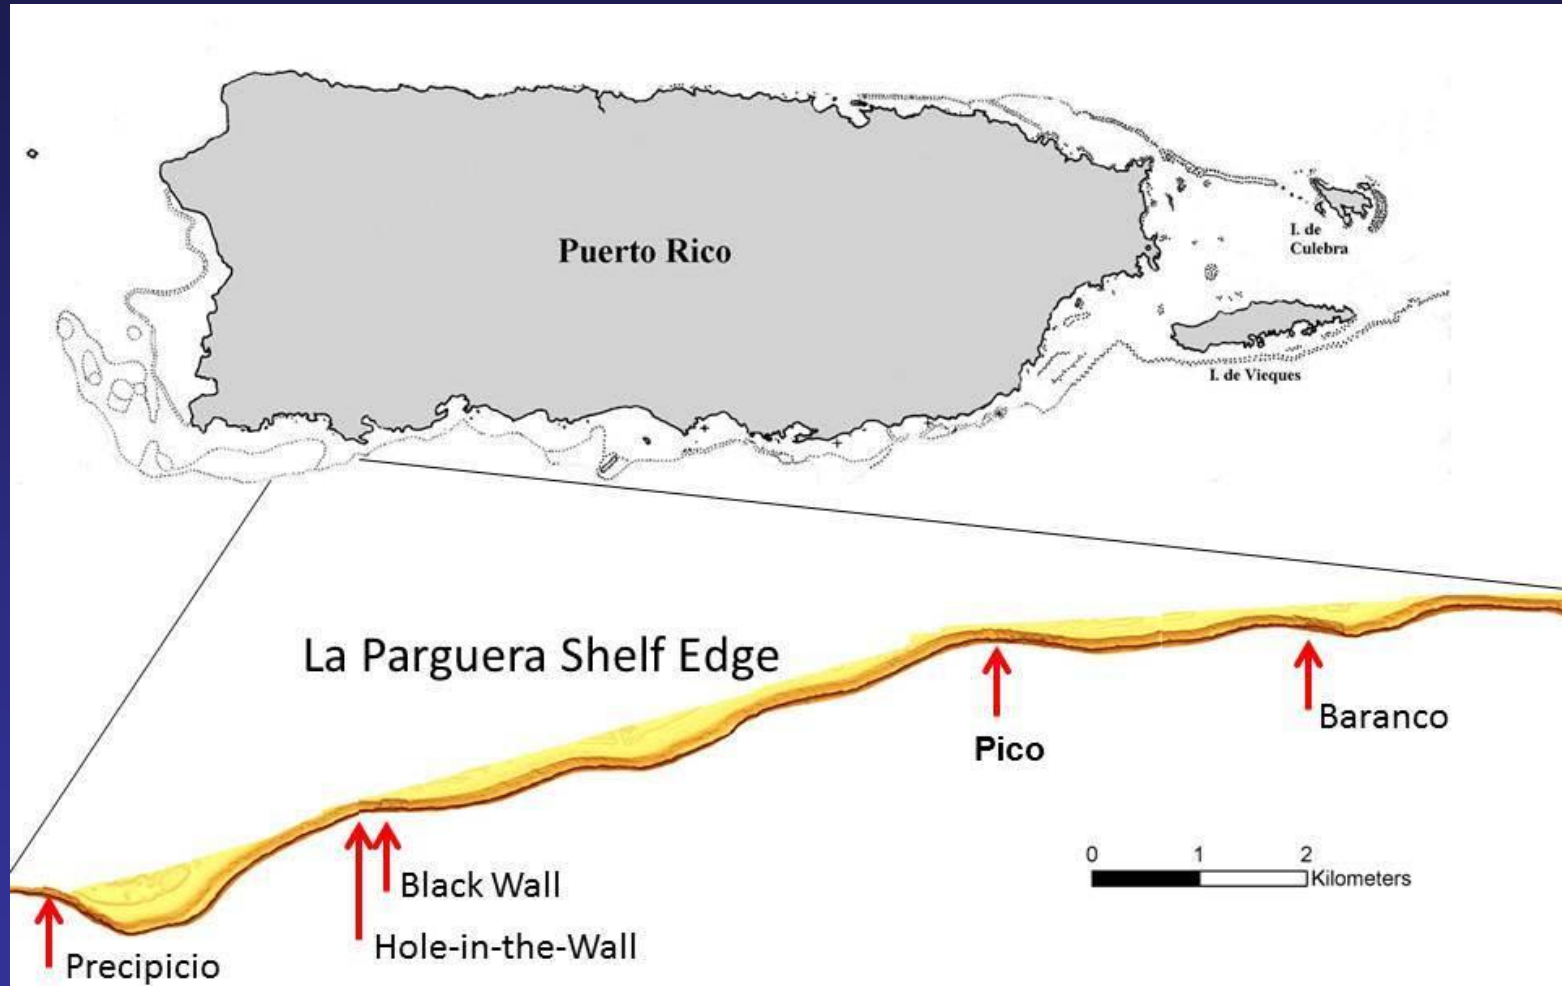 Puerto Rico
I. de
Culebra
I. de Vieques
La Parguera Shelf Edge
Pico
Baranco
Black Wall
Hole-in-the-Wall
Precipicio
0 1 2
Kilometers